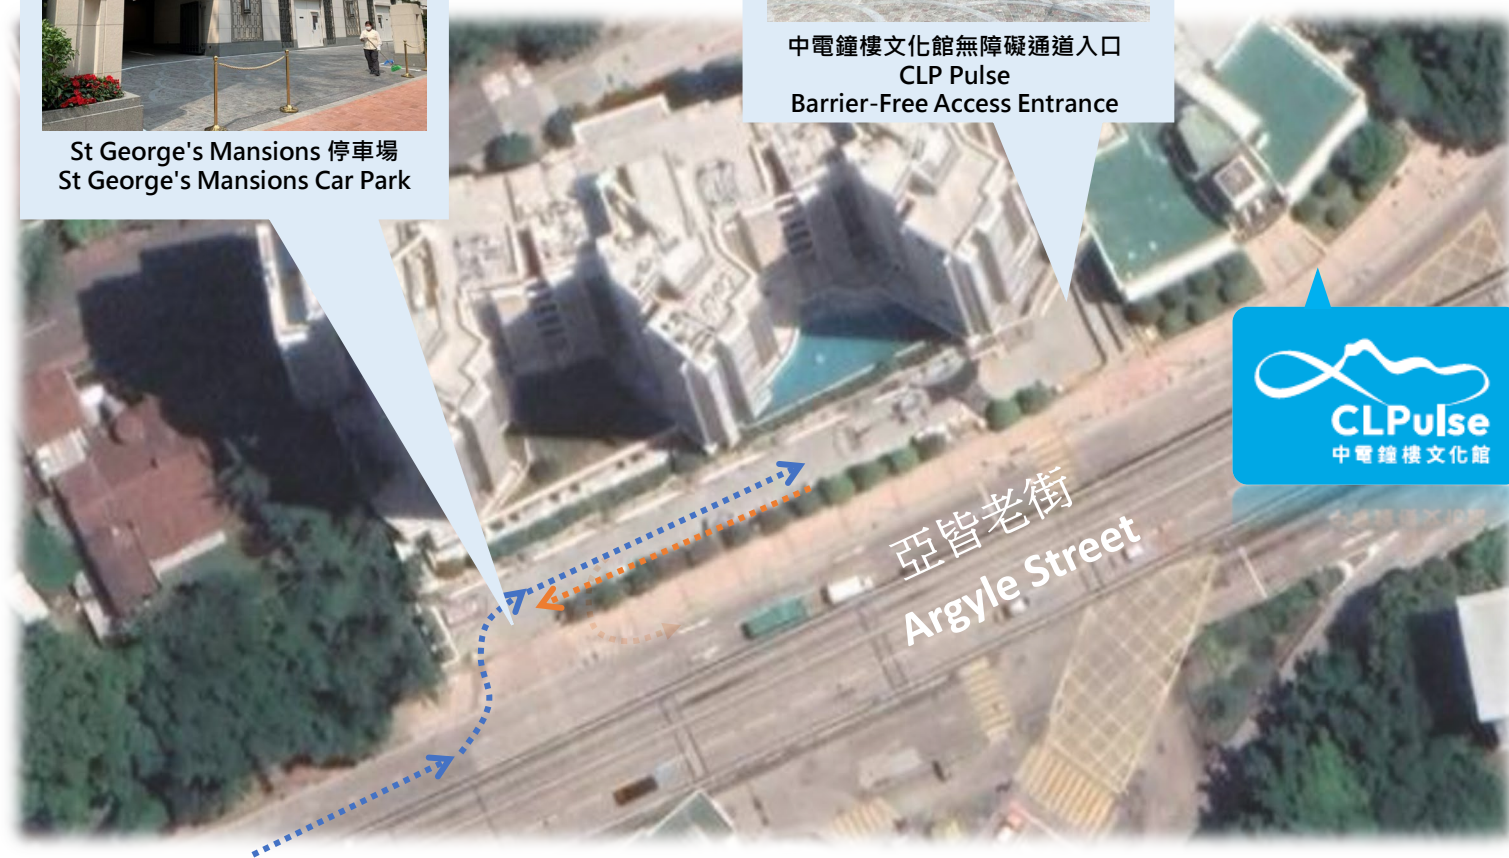 St George's Mansions 停車場
St George's Mansions Car Park
中電鐘樓文化館無障礙通道入口
CLP Pulse
Barrier-Free Access Entrance
CLPulse
中電鐘樓文化館
亞皆老街
Argyle Street